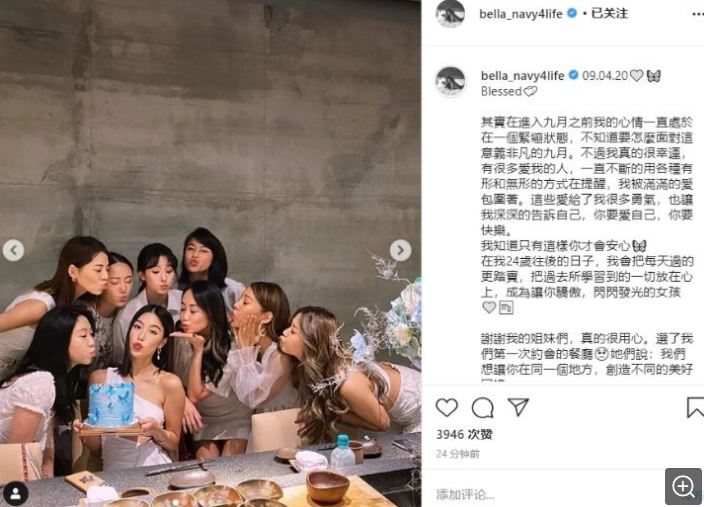 bella_navy4life • 已关注
bella_navy4life 09.04.20
Blessed
其實在進入九月之前我的心情一直處於
在一個緊繃狀態，不知道要怎麼面對這
意義非凡的九月。不過我真的很幸運，
有很多愛我的人，一直不斷的用各種有
形和無形的方式在提醒，我被滿滿的愛
包圍著。這些愛給了我很多勇氣，也讓
我深深的告訴自己，你要愛自己，你要
快樂。
我知道只有這樣你才會安心
在我24歲往後的日子，我會把每天過的
更踏實，把過去所學習到的一切放在心
上，成為讓你驕傲，閃閃發光的女孩
謝謝我的姐妹們，真的很用心。選了我
們第一次約會的餐廳 她們說：我們
想讓你在同一個地方，創造不同的美好
3946 次赞
24 分钟前
添加评论...